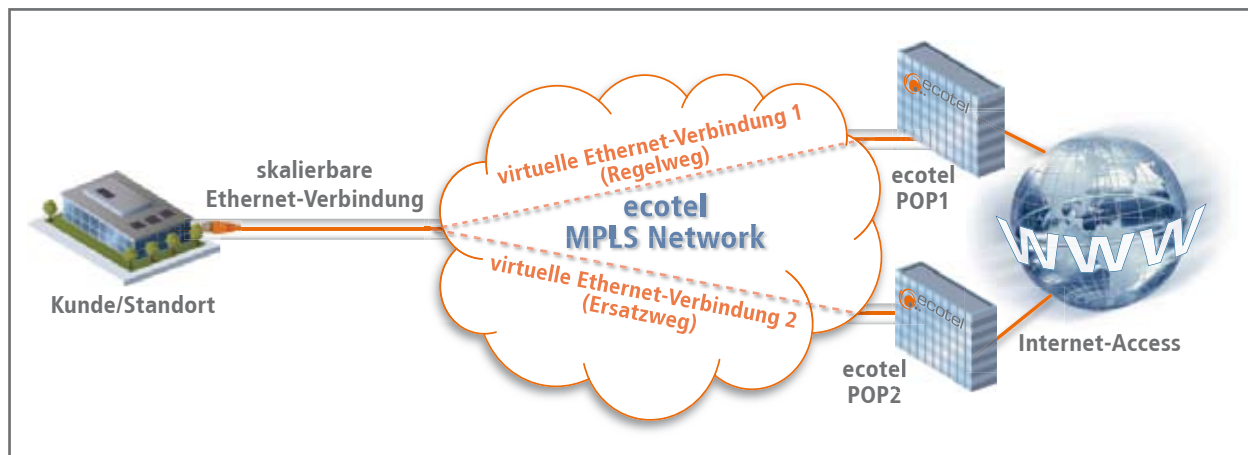 skalierbare
Ethernet-Verbindung
Kunde/Standort
virtuelle Ethernet-Verbindung 1
(Regelweg)
ecotel
MPLS Network
virtuelle Ethernet-Verbindung 2
(Ersatzweg)
ecotel
ecotel
POP1
ecotel
ecotel
POP2
WWW
Internet-Access